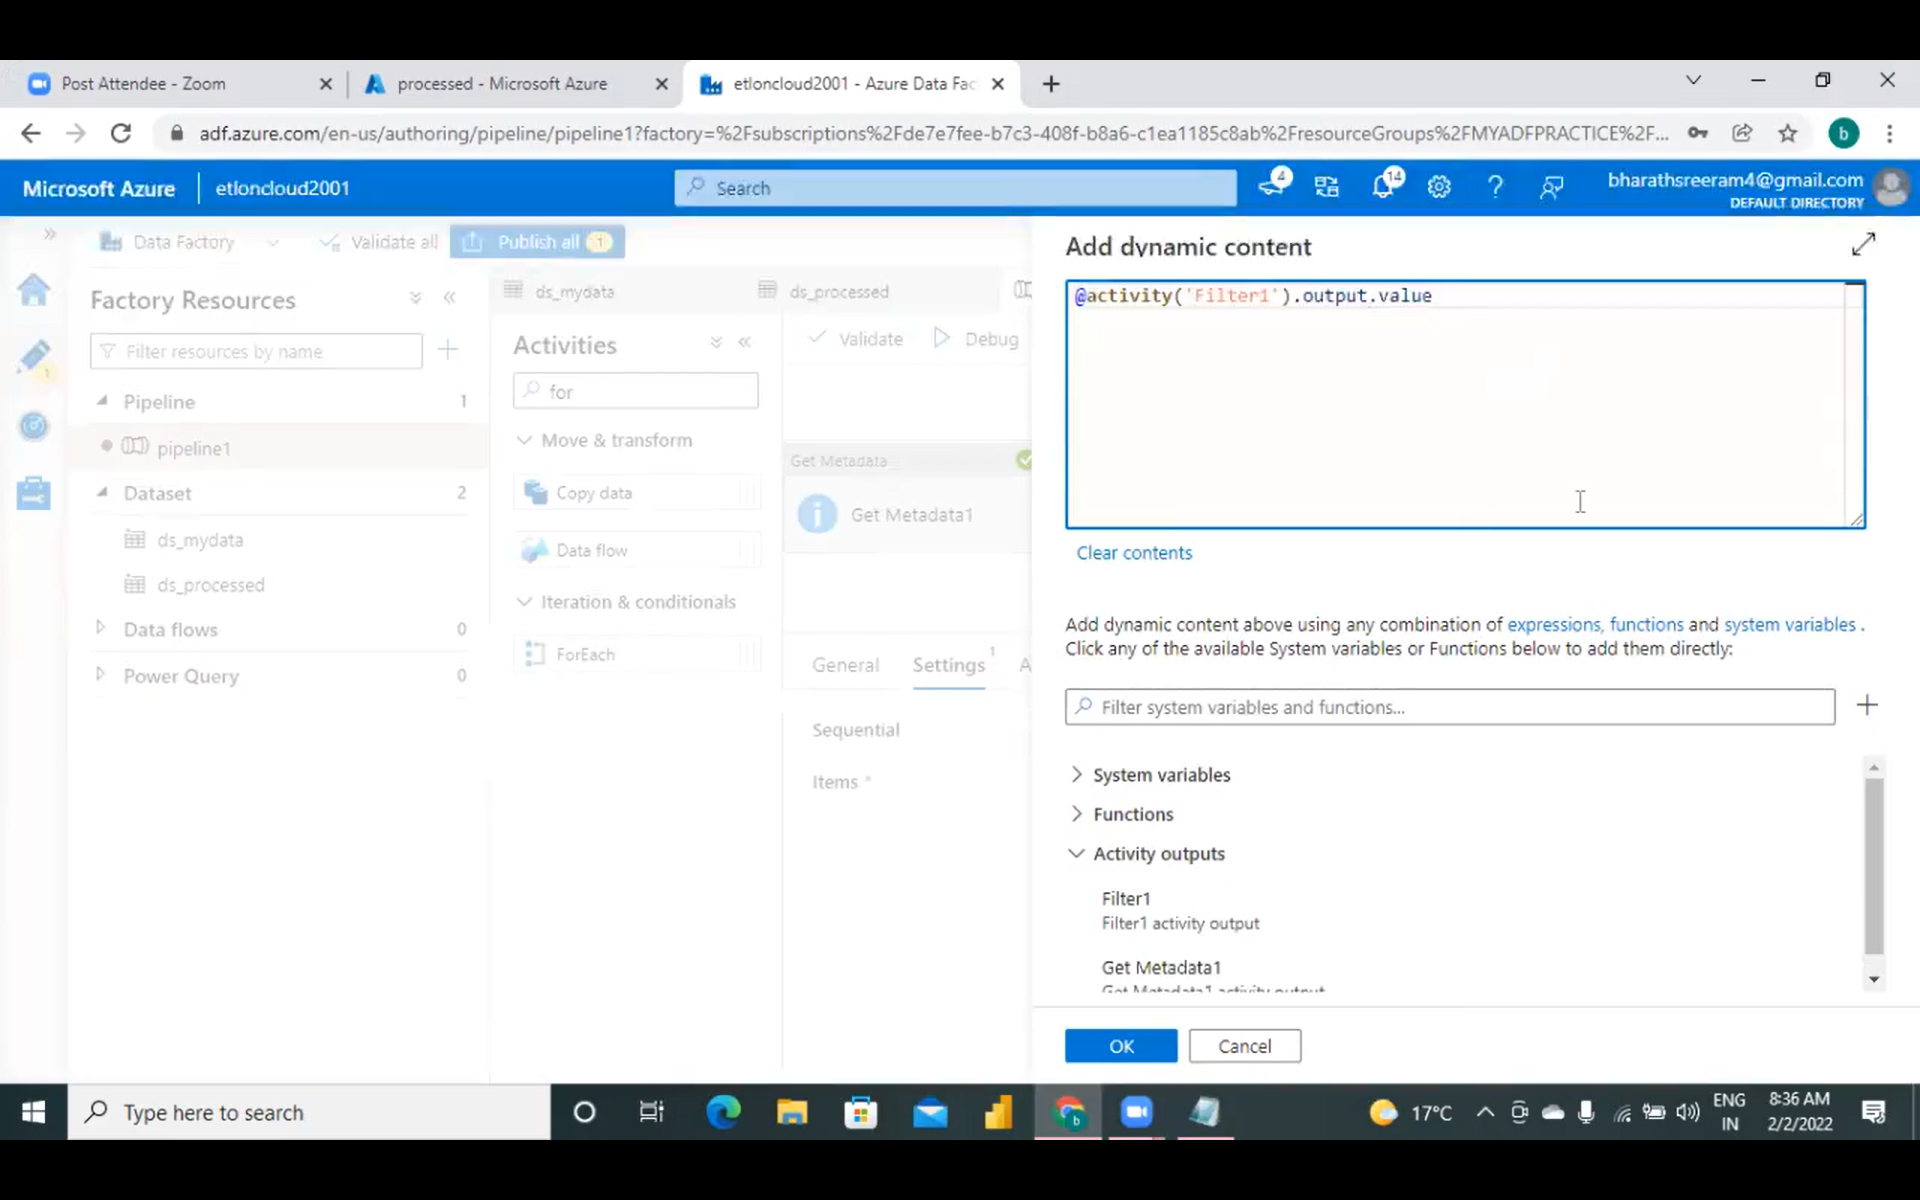 Post Attendee - Zoom
processed - Microsoft Azure
etloncloud2001 - Azure Data Fac
adf.azure.com/en-us/authoring/pipeline/pipeline1?factory=%2Fsubscriptions%2Fde7e7fee-b7c3-408f-b8a6-c1ea1185c8ab%2FresourceGroups%2FMYADFPRACTICE%2F...
b
Microsoft Azure
etloncloud2001
Search
4
14
bharathsreeram4@gmail.com
DEFAULT DIRECTORY
Data Factory
Validate all
Publish all 1
Factory Resources
Filter resources by name
Pipeline 1
pipeline1
Dataset 2
ds_mydata
ds_processed
Data flows 0
Power Query 0
ds_mydata
ds_processed
Activities
for
Move & transform
Copy data
Data flow
Iteration & conditionals
ForEach
Validate
Debug
Get Metadata
Get Metadata1
General
Settings 1
A
Sequential
Items *
Add dynamic content
@activity('Filter1').output.value
Clear contents
Add dynamic content above using any combination of expressions, functions and system variables .
Click any of the available System variables or Functions below to add them directly:
Filter system variables and functions...
System variables
Functions
Activity outputs
Filter1
Filter1 activity output
Get Metadata1
Get Metadata1 activity output
OK
Cancel
Type here to search
17°C
ENG
IN
8:36 AM
2/2/2022